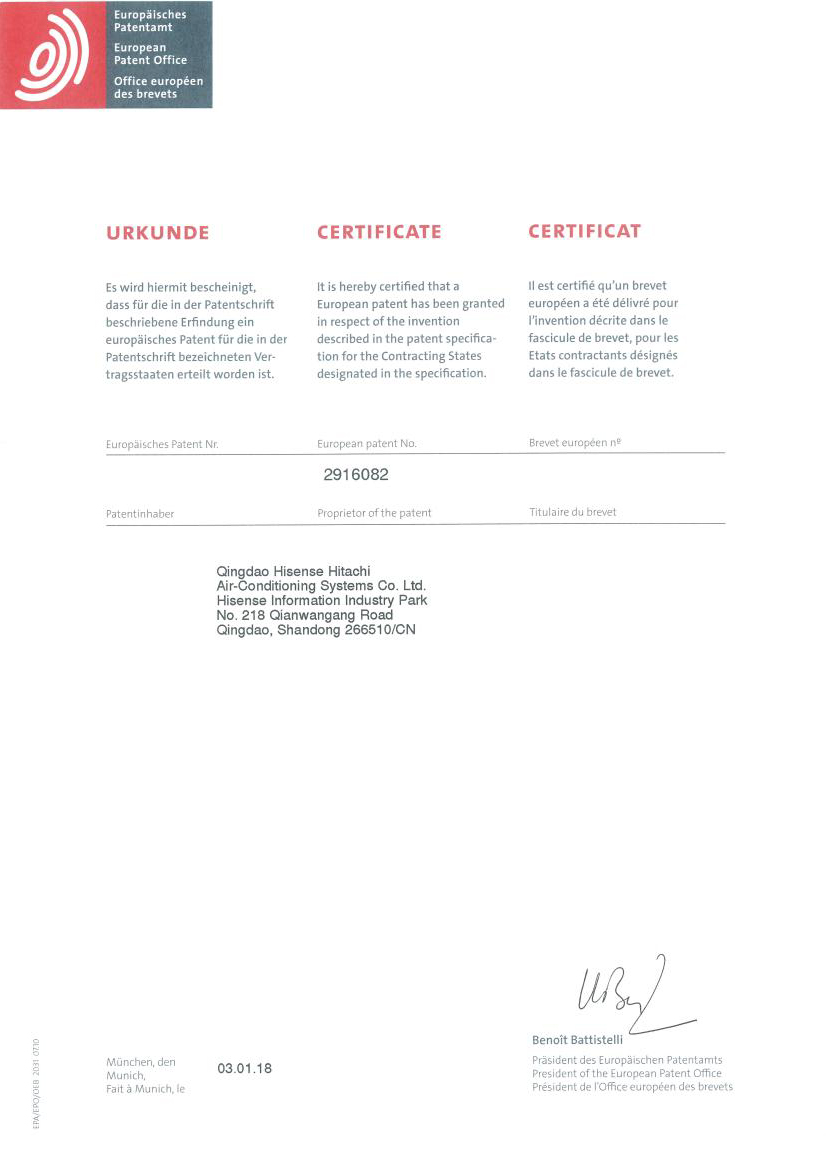 Europäisches
Patentamt
European
Patent Office
Office européen
des brevets
URKUNDE
Es wird hiermit bescheinigt,
dass für die in der Patentschrift
beschriebene Erfindung ein
europäisches Patent für die in der
Patentschrift bezeichneten Ver-
tragsstaaten erteilt worden ist.
CERTIFICATE
It is hereby certified that a
European patent has been granted
in respect of the invention
described in the patent specifica-
tion for the Contracting States
designated in the specification.
CERTIFICAT
Il est certifié qu'un brevet
européen a été délivré pour
l'invention décrite dans le
fascicule de brevet, pour les
Etats contractants désignés
dans le fascicule de brevet.
Europäisches Patent Nr.
European patent No.
Brevet européen nº
2916082
Patentinhaber
Proprietor of the patent
Titulaire du brevet
Qingdao Hisense Hitachi
Air-Conditioning Systems Co. Ltd.
Hisense Information Industry Park
No. 218 Qianwangang Road
Qingdao, Shandong 266510/CN
Benoît Battistelli
Präsident des Europäischen Patentamts
President of the European Patent Office
Président de l'Office européen des brevets
München, den
Munich,
Fait à Munich, le
03.01.18
EPA/EPO/OEB 2031 07.10